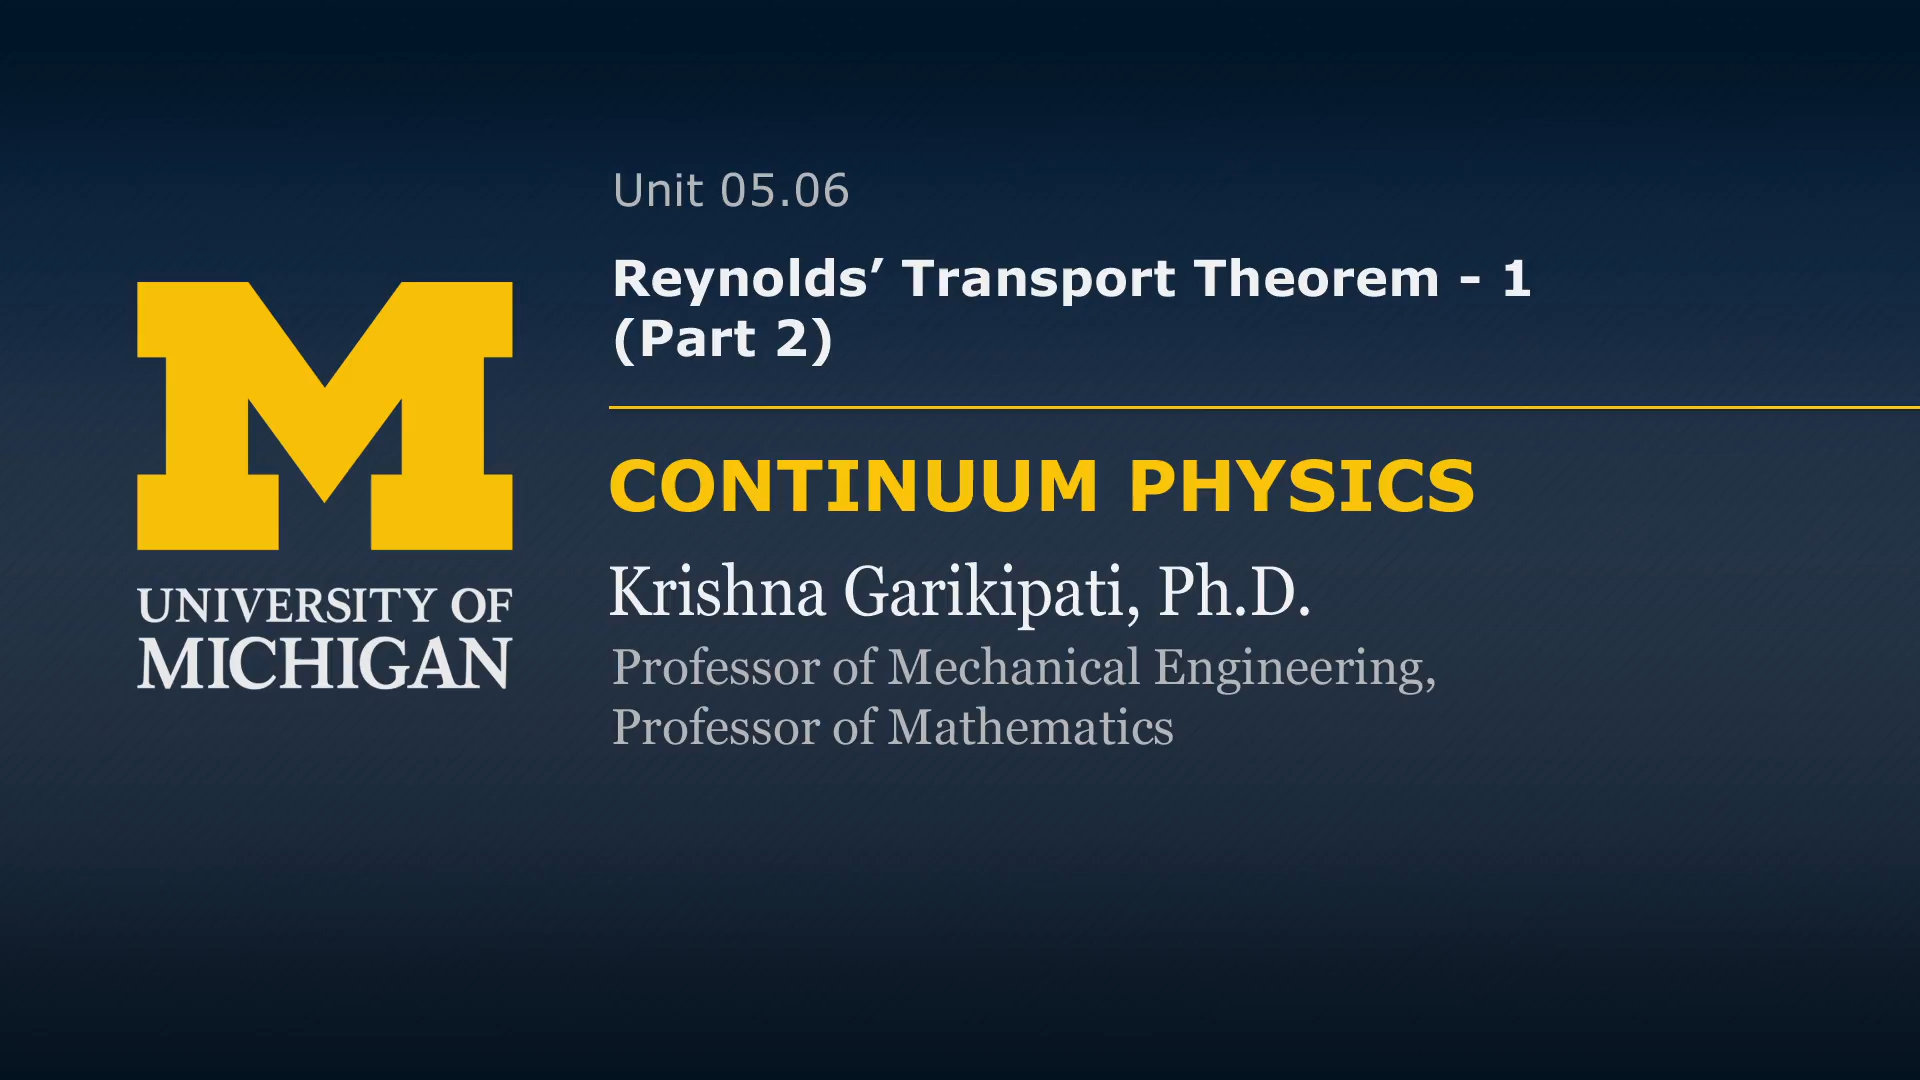 Unit 05.06
Reynolds’ Transport Theorem - 1
(Part 2)
CONTINUUM PHYSICS
Krishna Garikipati, Ph.D.
Professor of Mechanical Engineering,
Professor of Mathematics
M
UNIVERSITY OF
MICHIGAN